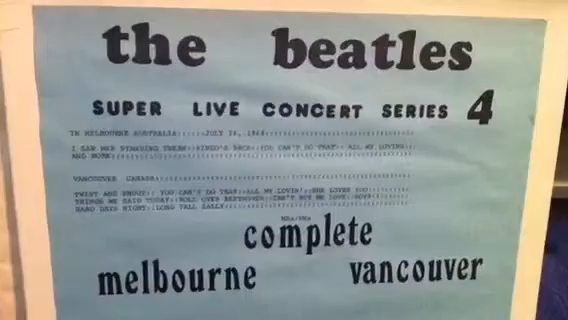 the beatles
SUPER LIVE CONCERT SERIES 4
IN MELBOURNE AUSTRALIA JULY 16, 1964
I SAW HER STANDING THERE YOU CAN'T DO THAT ALL MY LOVING
AND MORE
VANCOUVER CANADA
TWIST AND SHOUT YOU CAN'T DO THAT ALL MY LOVIN' SHE LOVES YOU
THINGS WE SAID TODAY ROLL OVER BEETHOVEN CAN'T BUY ME LOVE BOYS
HARD DAYS NIGHT LONG TALL SALLY
complete
melbourne vancouver